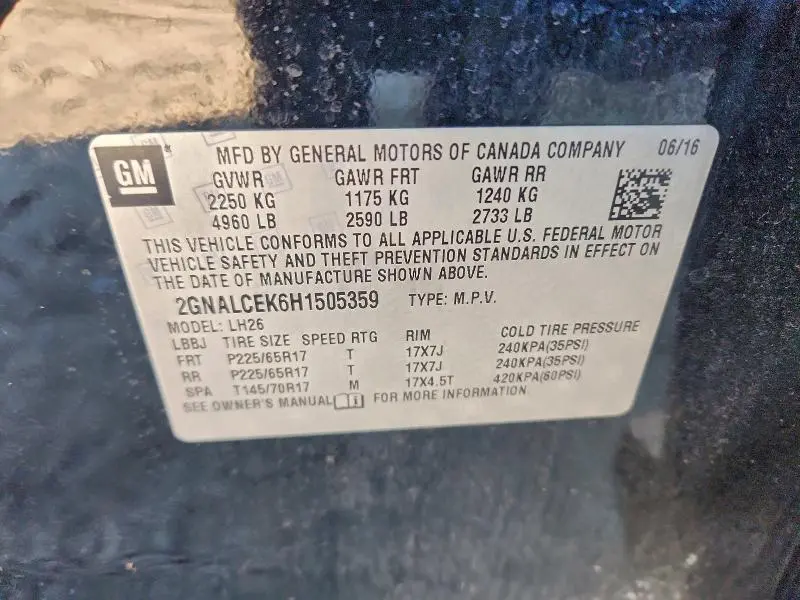 GM
MFD BY GENERAL MOTORS OF CANADA COMPANY 06/16
GVWR GAWR FRT GAWR RR
2250 KG 1175 KG 1240 KG
4960 LB 2590 LB 2733 LB
THIS VEHICLE CONFORMS TO ALL APPLICABLE U.S. FEDERAL MOTOR
VEHICLE SAFETY AND THEFT PREVENTION STANDARDS IN EFFECT ON
THE DATE OF MANUFACTURE SHOWN ABOVE.
2GNALCEK6H1505359 TYPE: M.P.V.
MODEL: LH26
LBBJ TIRE SIZE SPEED RTG RIM COLD TIRE PRESSURE
FRT P225/65R17 T 17X7J 240KPA(35PSI)
RR P225/65R17 T 17X7J 240KPA(35PSI)
SPA T145/70R17 M 17X4.5T 420KPA(60PSI)
SEE OWNER'S MANUAL FOR MORE INFORMATION